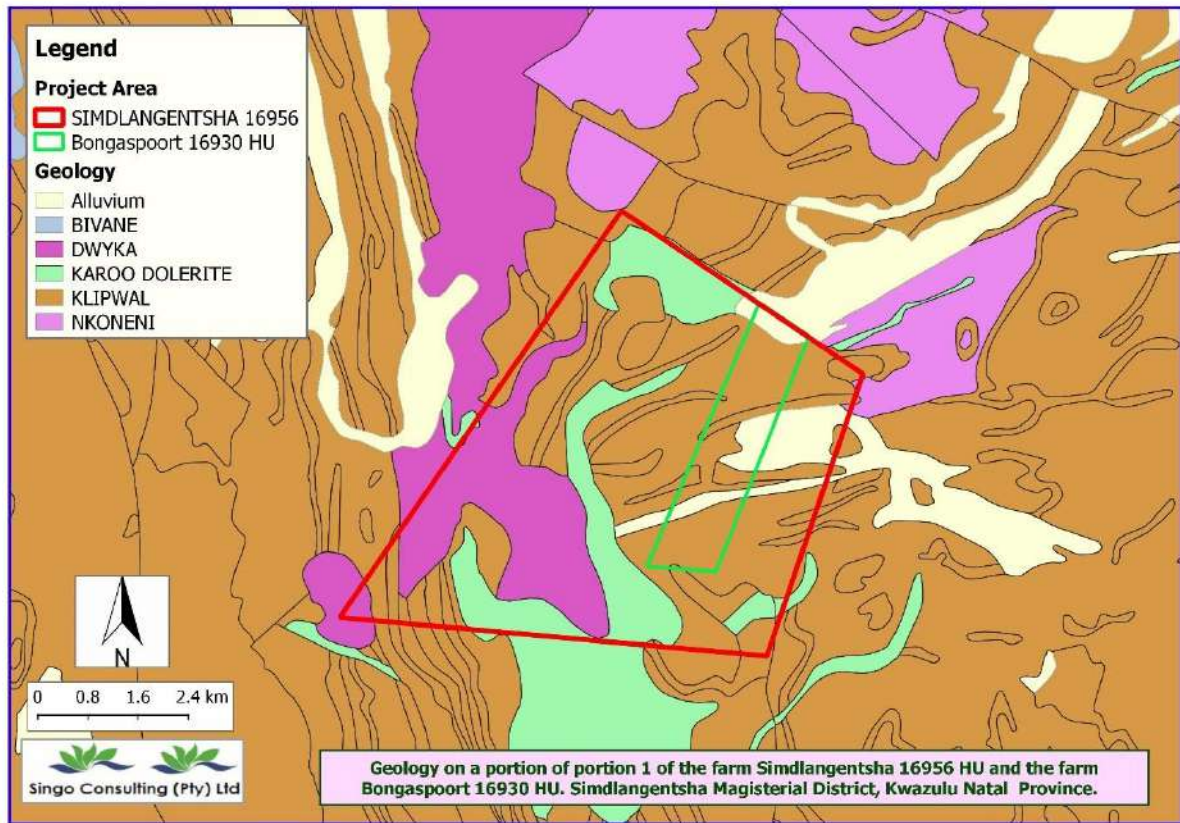 Legend
Project Area
SIMDLANGENTSHA 16956
Bongaspoort 16930 HU
Geology
Alluvium
BIVANE
DWYKA
KAROO DOLERITE
KLIPWAL
NKONENI
N
0 0.8 1.6 2.4 km
Singo Consulting (Pty) Ltd
Geology on a portion of portion 1 of the farm Simdlangentsha 16956 HU and the farm
Bongaspoort 16930 HU. Simdlangentsha Magisterial District, Kwazulu Natal Province.